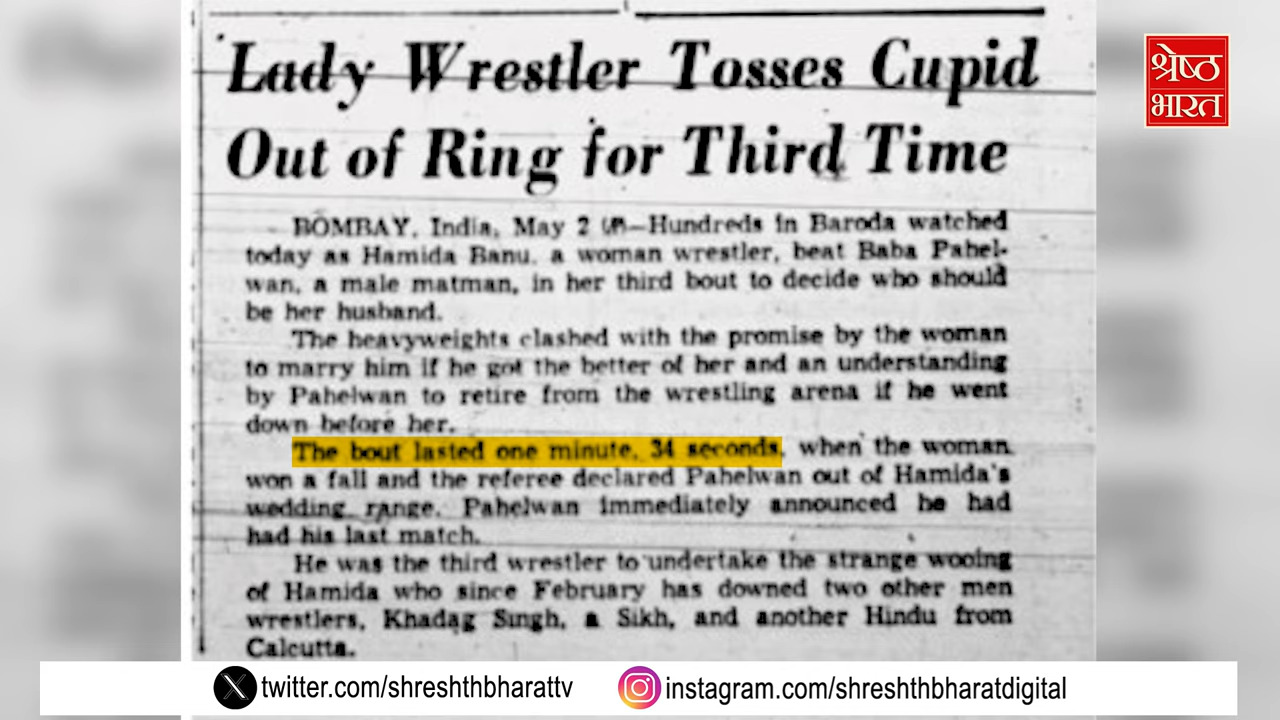 Lady Wrestler Tosses Cupid
Out of Ring for Third Time
BOMBAY, India, May 2 (AP)—Hundreds in Baroda watched
today as Hamida Banu, a woman wrestler, beat Baba Pahel-
wan, a male matman, in her third bout to decide who should
be her husband.
The heavyweights clashed with the promise by the woman
to marry him if he got the better of her and an understanding
by Pahelwan to retire from the wrestling arena if he went
down before her.
The bout lasted one minute, 34 seconds, when the woman
won a fall and the referee declared Pahelwan out of Hamida's
wedding range. Pahelwan immediately announced he had
had his last match.
He was the third wrestler to undertake the strange wooing
of Hamida who since February has downed two other men
wrestlers, Khadag Singh, a Sikh, and another Hindu from
Calcutta.
श्रेष्ठ
भारत
twitter.com/shreshthbharattv
instagram.com/shreshthbharatdigital